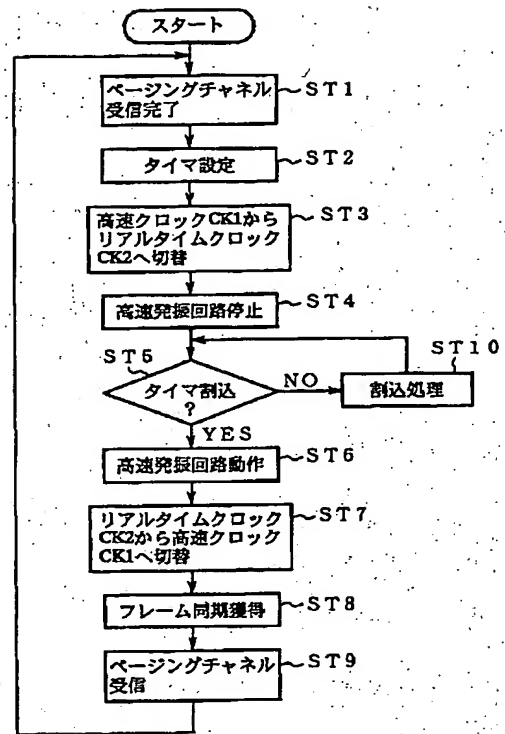 スタート
ページングチャネル
受信完了
ST1
タイマ設定
ST2
高速クロックCK1から
リアルタイムクロック
CK2へ切替
ST3
高速発振回路停止
ST4
ST5
タイマ割込
?
NO
ST10
割込処理
YES
高速発振回路動作
ST6
リアルタイムクロック
CK2から高速クロック
CK1へ切替
ST7
フレーム同期獲得
ST8
ページングチャネル
受信
ST9